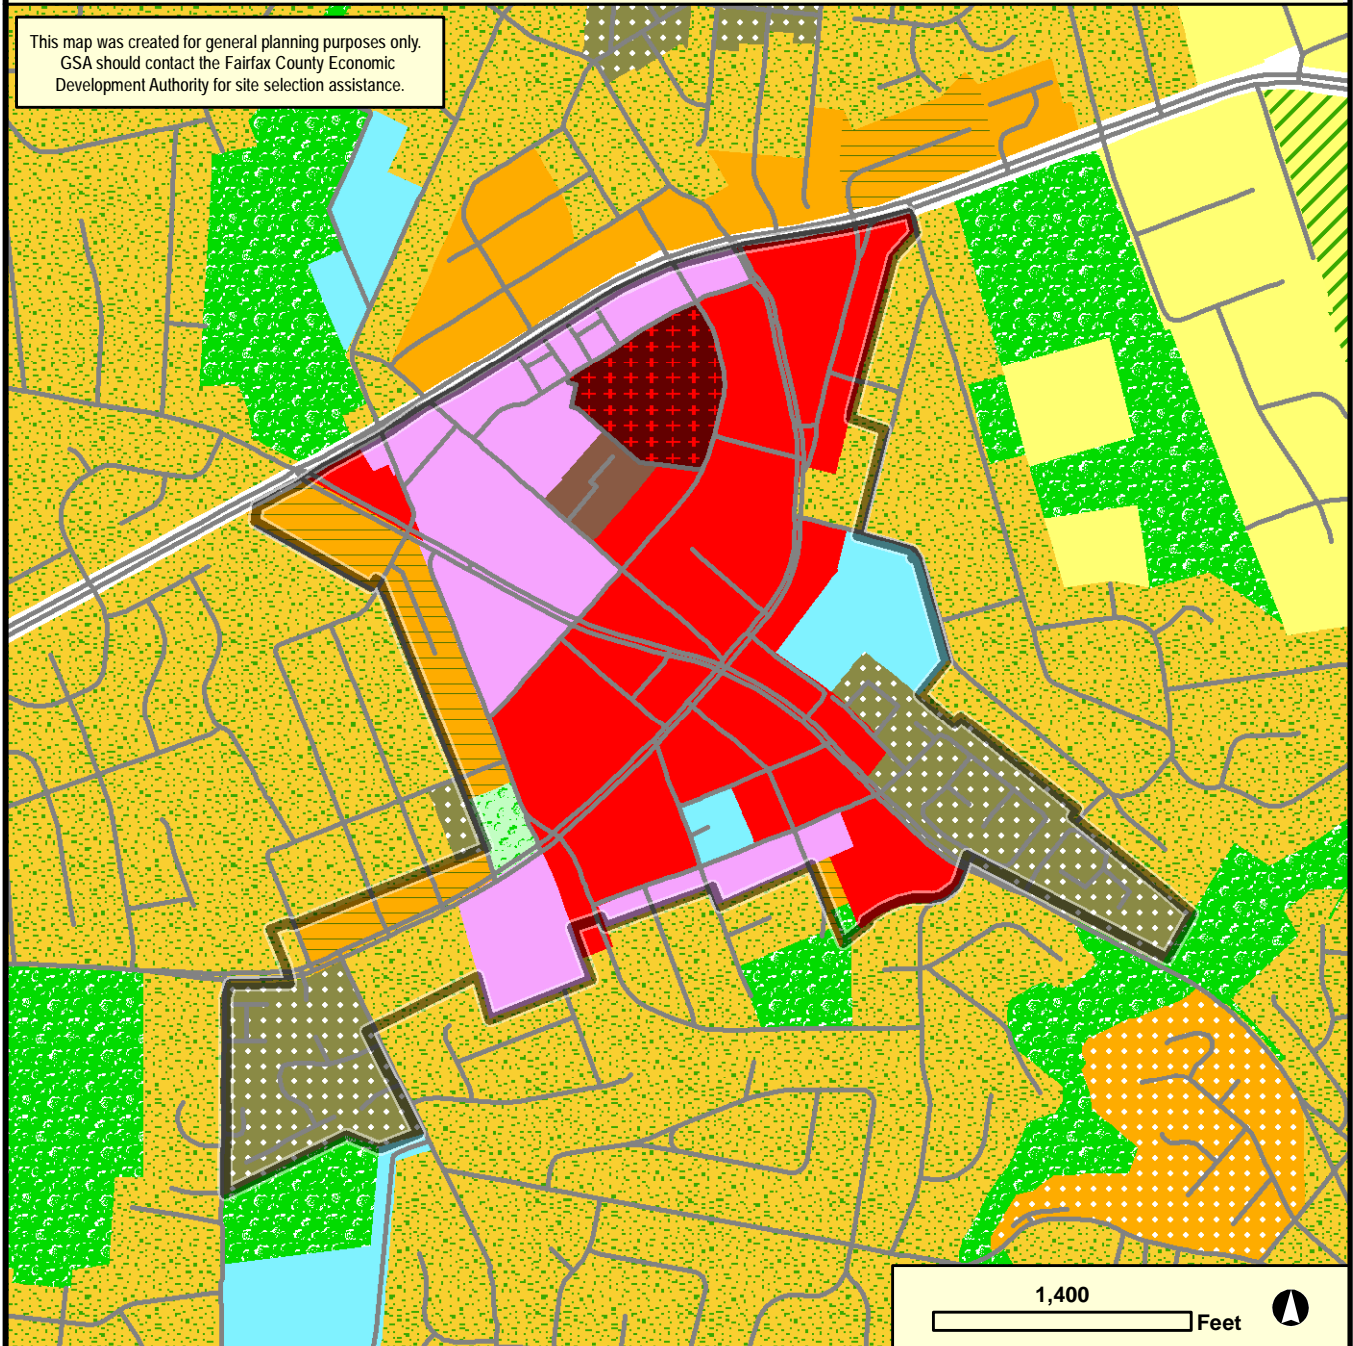 This map was created for general planning purposes only.
GSA should contact the Fairfax County Economic
Development Authority for site selection assistance.
1,400
Feet